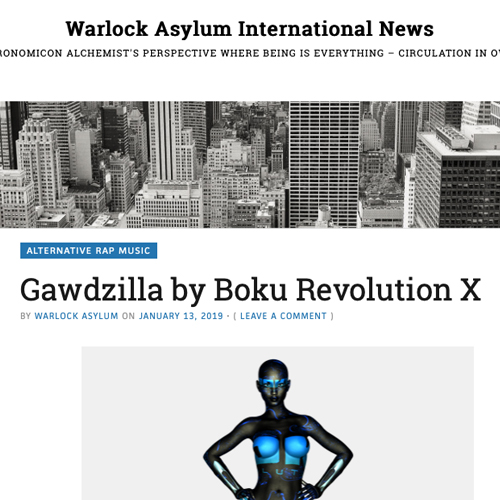 Warlock Asylum International News
ALCHEMIST'S PERSPECTIVE WHERE BEING IS EVERYTHING – CIRCULATION IN
ALTERNATIVE RAP MUSIC
Gawdzilla by Boku Revolution X
BY WARLOCK ASYLUM ON JANUARY 13, 2019 • ( LEAVE A COMMENT )